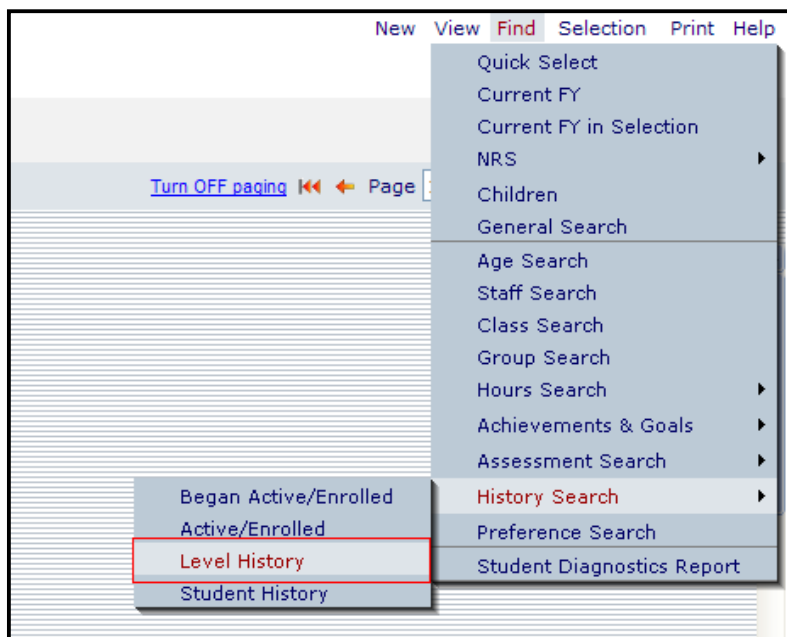 New View Find Selection Print Help
Quick Select
Current FY
Current FY in Selection
NRS
Turn OFF paging Page
Children
General Search
Age Search
Staff Search
Class Search
Group Search
Hours Search
Achievements & Goals
Assessment Search
History Search
Began Active/Enrolled
Active/Enrolled
Level History
Student History
Preference Search
Student Diagnostics Report